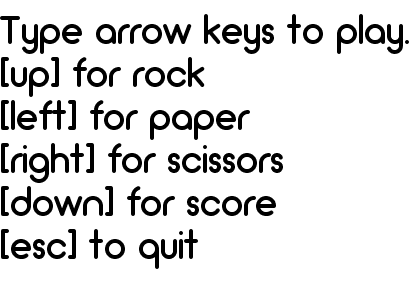 Type arrow keys to play.
[up] for rock
[left] for paper
[right] for scissors
[down] for score
[esc] to quit